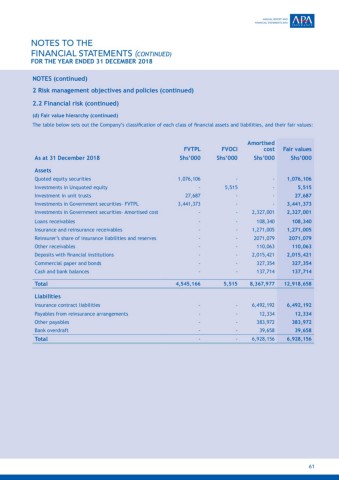 ANNUAL REPORT AND
FINANCIAL STATEMENTS 2018
APA
NOTES TO THE
FINANCIAL STATEMENTS (CONTINUED)
FOR THE YEAR ENDED 31 DECEMBER 2018
NOTES (continued)
2 Risk management objectives and policies (continued)
2.2 Financial risk (continued)
(d) Fair value hierarchy (continued)
The table below sets out the Company's classification of each class of financial assets and liabilities, and their fair values:
Amortised
FVTPL FVOCI cost Fair values
As at 31 December 2018 Shs'000 Shs'000 Shs'000 Shs'000
Assets
Quoted equity securities 1,076,106 - - 1,076,106
Investments in Unquoted equity - 5,515 - 5,515
Investment in unit trusts 27,687 - - 27,687
Investments in Government securities- FVTPL 3,441,373 - - 3,441,373
Investments in Government securities- Amortised cost - - 2,327,001 2,327,001
Loans receivables - - 108,340 108,340
Insurance and reinsurance receivables - - 1,271,005 1,271,005
Reinsurer's share of insurance liabilities and reserves - - 2071,079 2071,079
Other receivables - - 110,063 110,063
Deposits with financial institutions - - 2,015,421 2,015,421
Commercial paper and bonds - - 327,354 327,354
Cash and bank balances - - 137,714 137,714
Total 4,545,166 5,515 8,367,977 12,918,658
Liabilities
Insurance contract liabilities - - 6,492,192 6,492,192
Payables from reinsurance arrangements - - 12,334 12,334
Other payables - - 383,972 383,972
Bank overdraft - - 39,658 39,658
Total - - 6,928,156 6,928,156
61